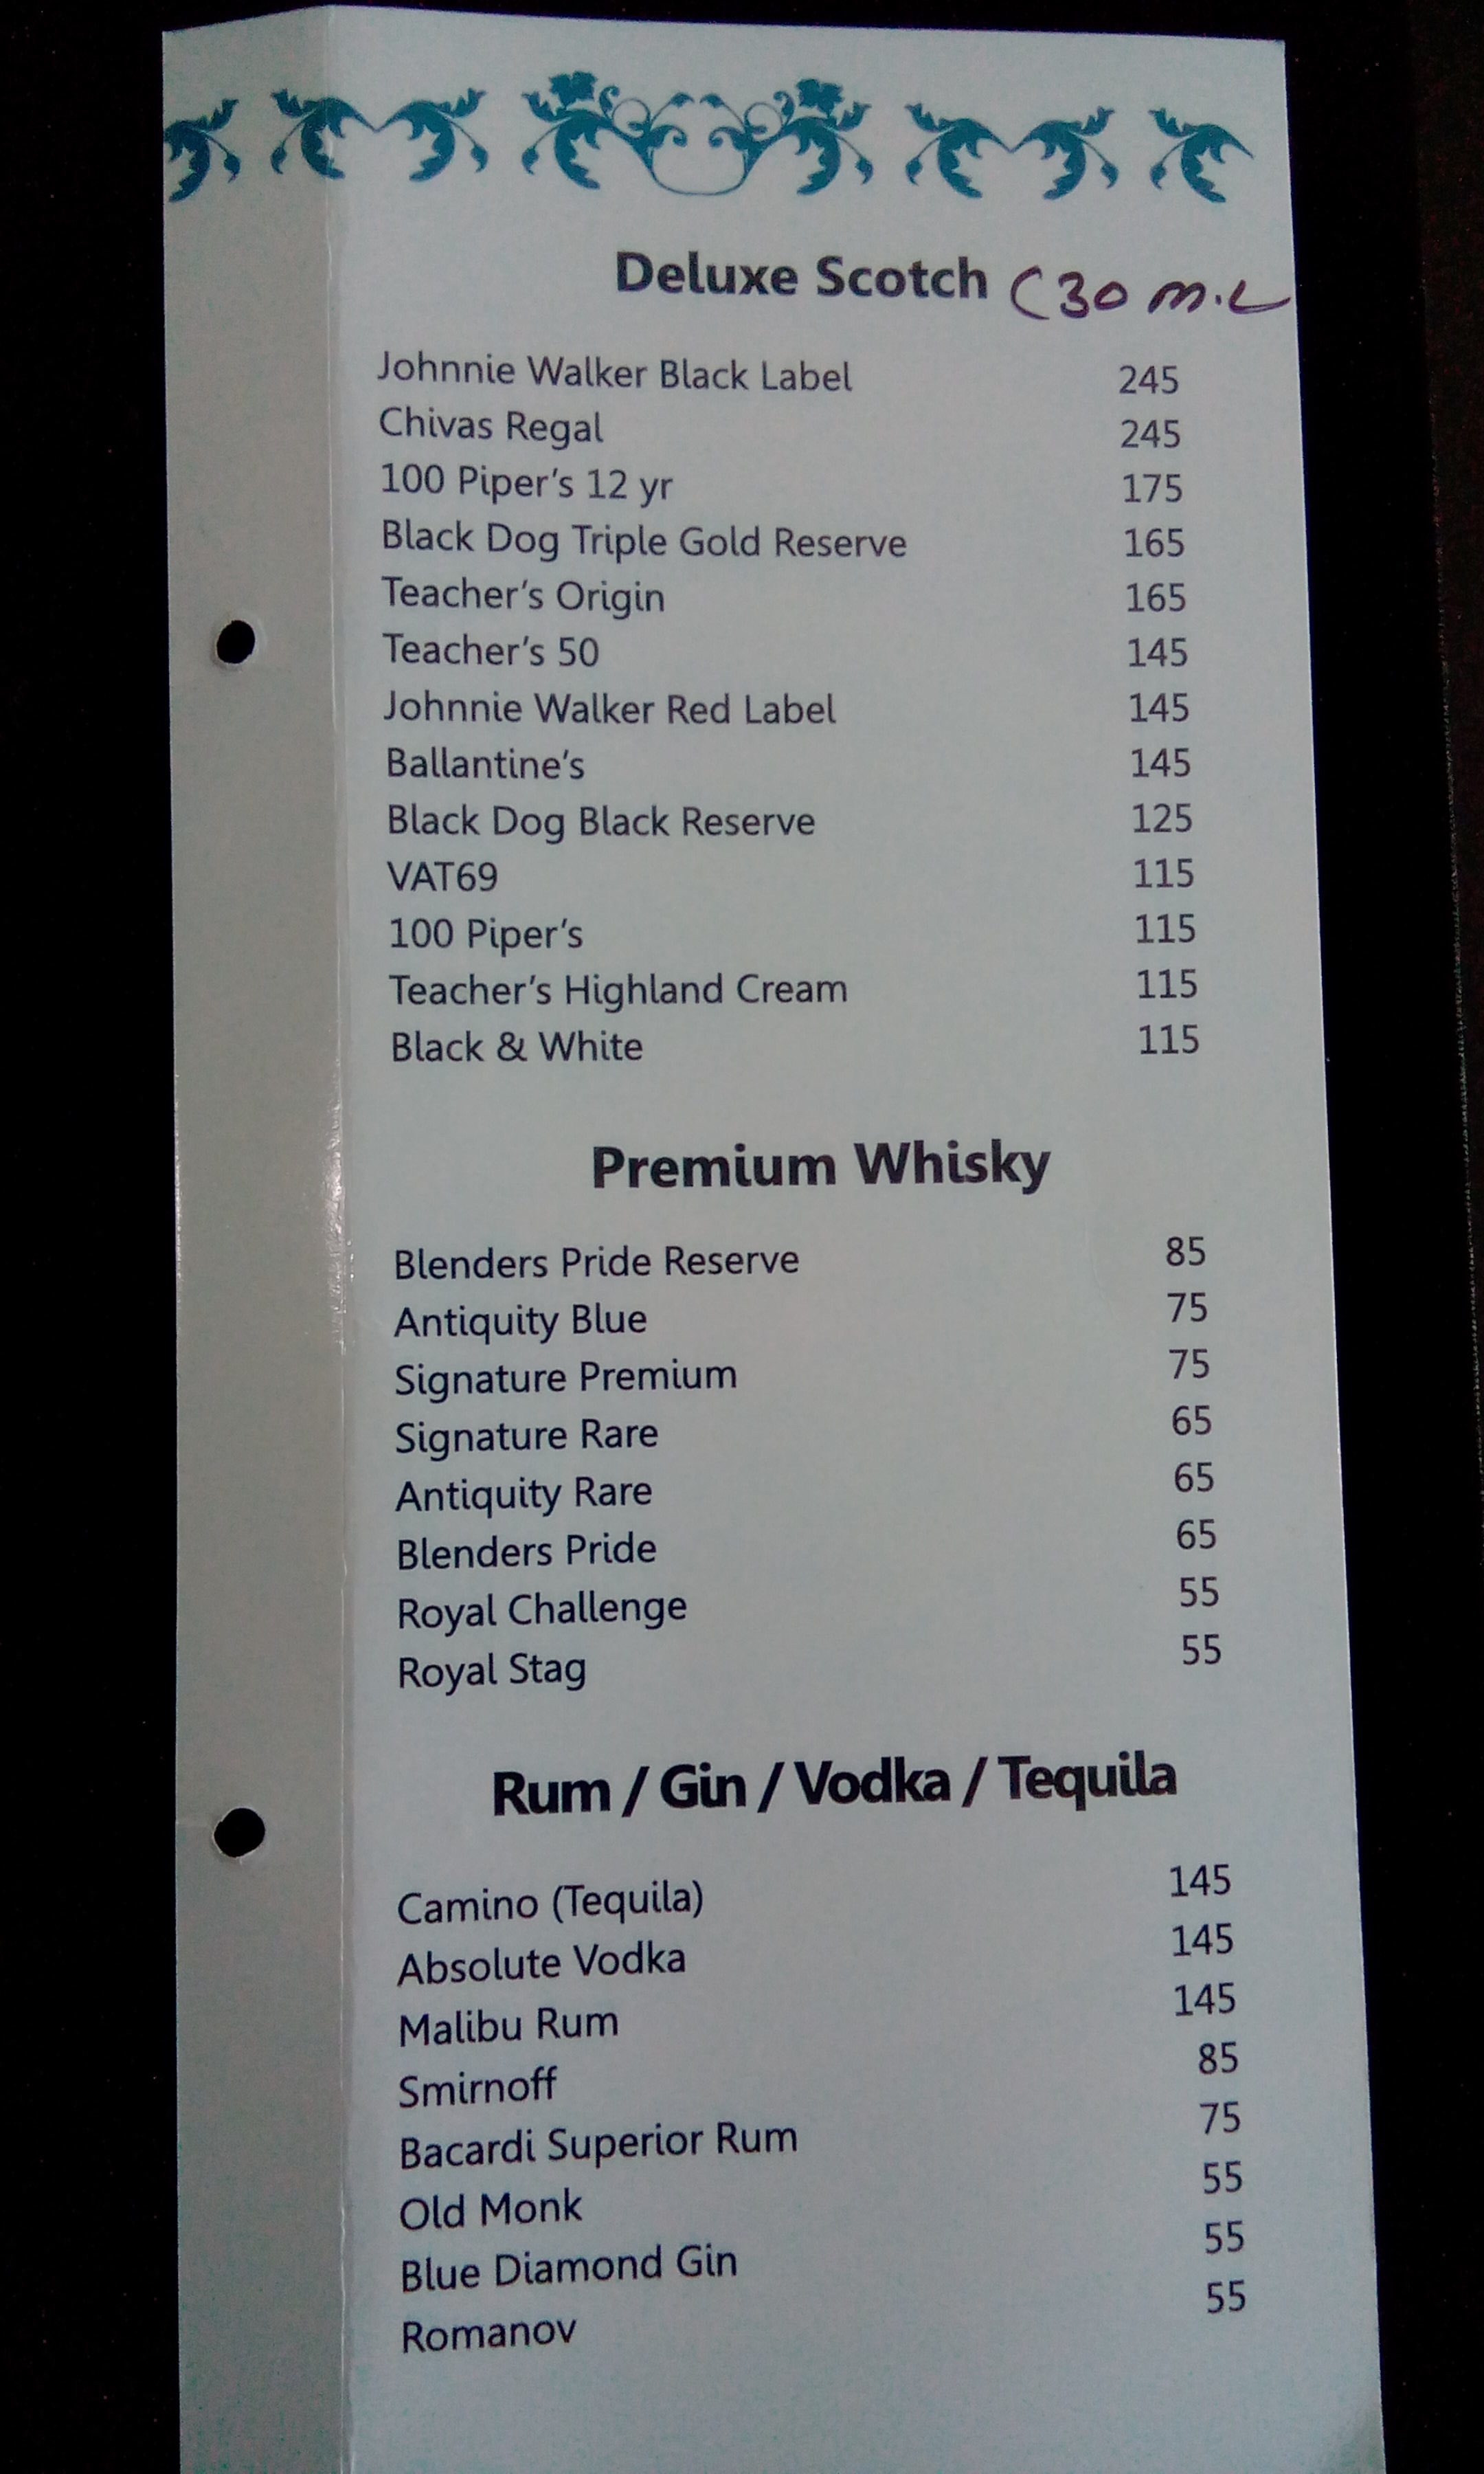 Deluxe Scotch (30 m.L
Johnnie Walker Black Label 245
Chivas Regal 245
100 Piper's 12 yr 175
Black Dog Triple Gold Reserve 165
Teacher's Origin 165
Teacher's 50 145
Johnnie Walker Red Label 145
Ballantine's 145
Black Dog Black Reserve 125
VAT69 115
100 Piper's 115
Teacher's Highland Cream 115
Black & White 115
Premium Whisky
Blenders Pride Reserve 85
Antiquity Blue 75
Signature Premium 75
Signature Rare 65
Antiquity Rare 65
Blenders Pride 65
Royal Challenge 55
Royal Stag 55
Rum / Gin / Vodka / Tequila
Camino (Tequila) 145
Absolute Vodka 145
Malibu Rum 145
Smirnoff 85
Bacardi Superior Rum 75
Old Monk 55
Blue Diamond Gin 55
Romanov 55